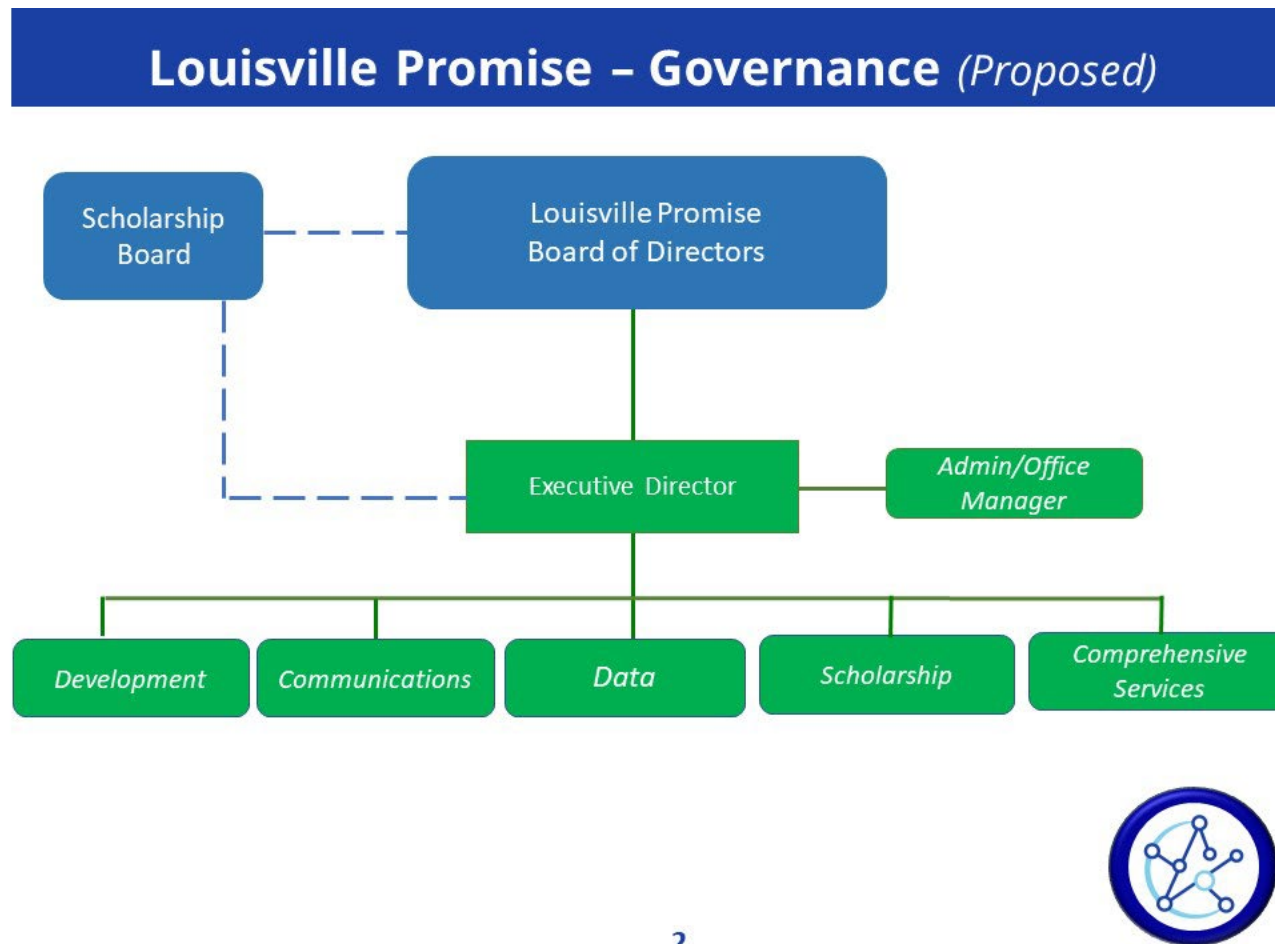 Louisville Promise – Governance (Proposed)
Scholarship
Board
Louisville Promise
Board of Directors
Executive Director
Admin/Office
Manager
Development
Communications
Data
Scholarship
Comprehensive
Services